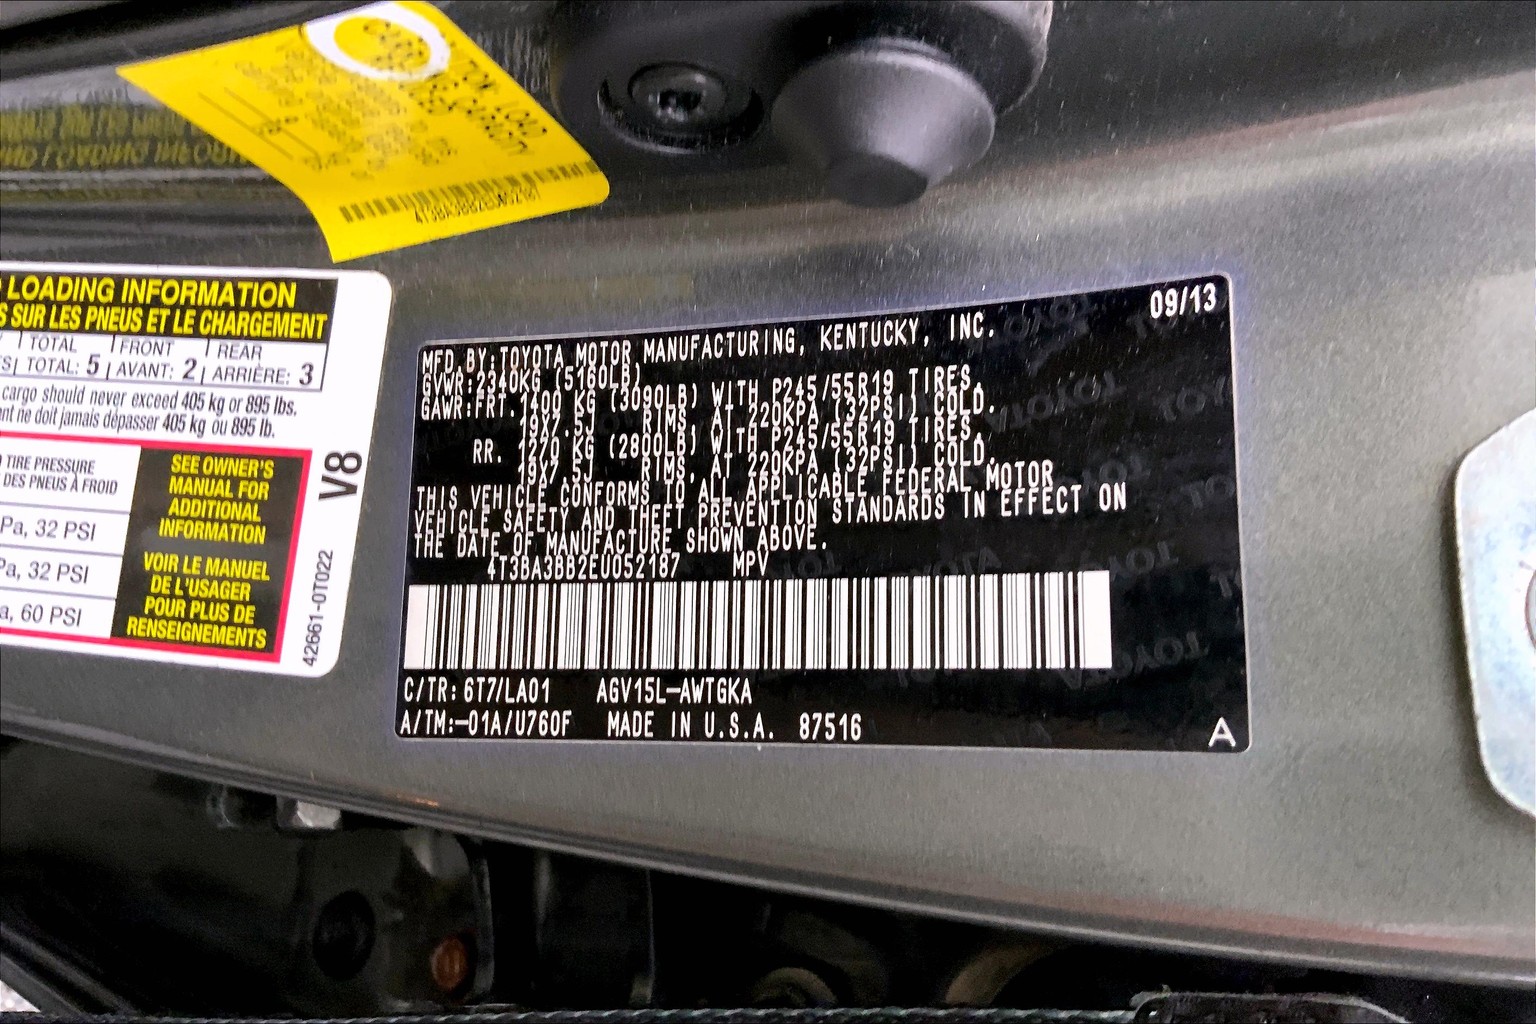 CAUTION: LOAD
CARRYING CAPACITY
REDUCED
4T3BA3BB2EU052187
LOADING INFORMATION
SUR LES PNEUS ET LE CHARGEMENT
TOTAL FRONT REAR
TOTAL: 5 AVANT: 2 ARRIÈRE: 3
cargo should never exceed 405 kg or 895 lbs.
ne doit jamais dépasser 405 kg ou 895 lb.
TIRE PRESSURE
DES PNEUS À FROID
Pa, 32 PSI
Pa, 32 PSI
a, 60 PSI
SEE OWNER'S
MANUAL FOR
ADDITIONAL
INFORMATION
VOIR LE MANUEL
DE L'USAGER
POUR PLUS DE
RENSEIGNEMENTS
V8
42661-0T022
09/13
MFD. BY: TOYOTA MOTOR MANUFACTURING, KENTUCKY, INC.
GVWR: 2340KG (5160LB)
GAWR: FRT. 1400 KG (3090LB) WITH P245/55R19 TIRES,
19X7.5J RIMS, AT 220KPA (32PSI) COLD.
RR. 1270 KG (2800LB) WITH P245/55R19 TIRES,
19X7.5J RIMS, AT 220KPA (32PSI) COLD.
THIS VEHICLE CONFORMS TO ALL APPLICABLE FEDERAL MOTOR
VEHICLE SAFETY AND THEFT PREVENTION STANDARDS IN EFFECT ON
THE DATE OF MANUFACTURE SHOWN ABOVE.
4T3BA3BB2EU052187 MPV
C/TR: 6T7/LA01 AGV15L-AWTGKA
A/TM:-01A/U760F MADE IN U.S.A. 87516
A